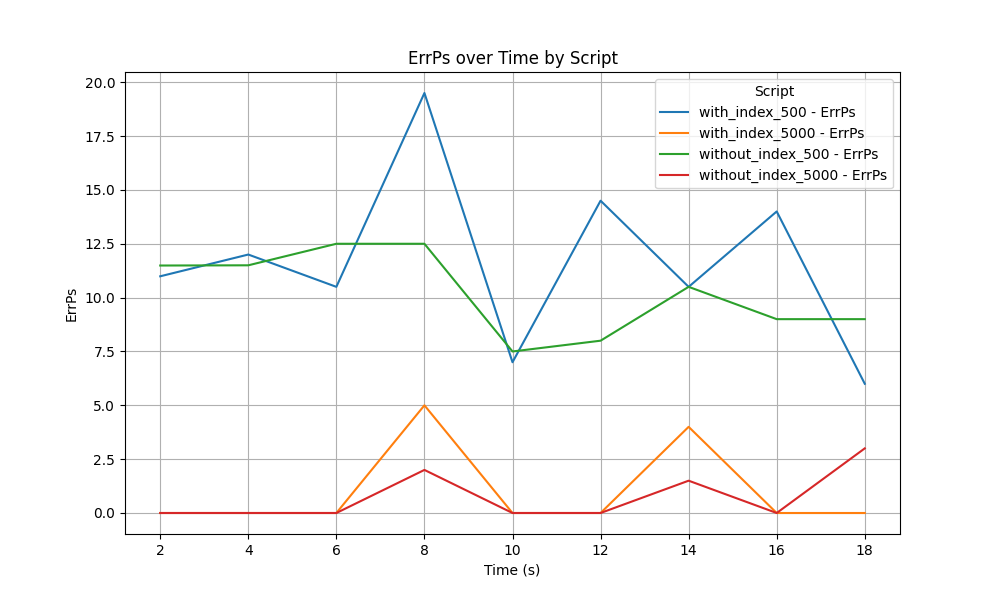 ErrPs over Time by Script
20.0
17.5
15.0
12.5
10.0
7.5
5.0
2.5
0.0
ErrPs
Script
with_index_500 - ErrPs
with_index_5000 - ErrPs
without_index_500 - ErrPs
without_index_5000 - ErrPs
2 4 6 8 10 12 14 16 18
Time (s)